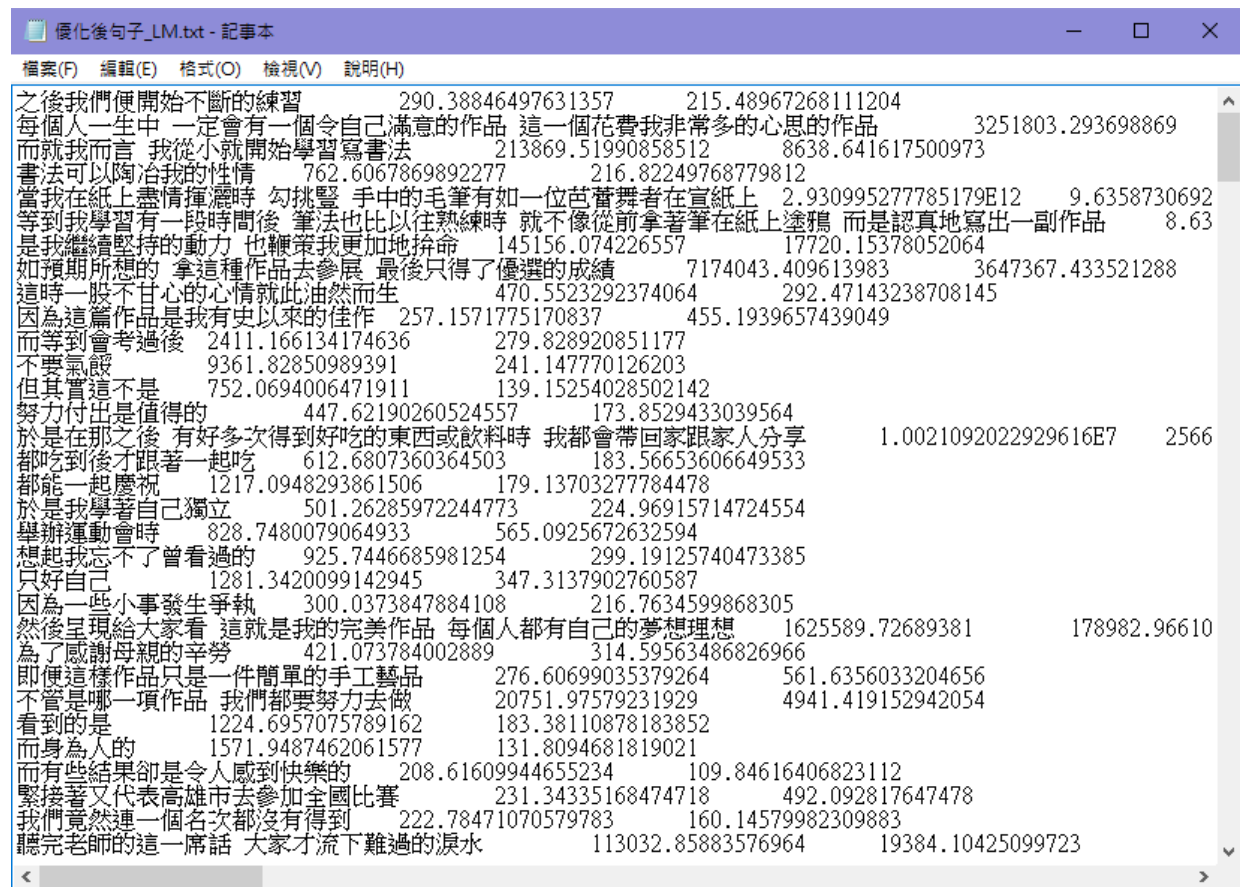 優化後句子_LM.txt - 記事本
檔案(F) 編輯(E) 格式(O) 檢視(V) 說明(H)
之後我們便開始不斷的練習 290.38846497631357 215.48967268111204
每個人一生中 一定會有一個令自己滿意的作品 這一個花費我非常多的心思的作品 3251803.293698869
而就我而言 我從小就開始學習寫書法 213869.51990858512 8638.641617500973
書法可以陶冶我的性情 762.6067869892277 216.82249768779812
當我在紙上盡情揮灑時 勾挑豎 手中的毛筆有如一位芭蕾舞者在宣紙上 2.930995277785179E12 9.6358730692
等到我學習有一段時間後 筆法也比以往熟練時 就不像從前拿著筆在紙上塗鴉 而是認真地寫出一副作品 8.63
是我繼續堅持的動力 也鞭策我更加地拚命 145156.074226557 17720.15378052064
如預期所想的 拿這種作品去參展 最後只得了優選的成績 7174043.409613983 3647367.433521288
這時一股不甘心的心情就此油然而生 470.5523292374064 292.47143238708145
因為這篇作品是我有史以來的佳作 257.1571775170837 455.1939657439049
而等到會考過後 2411.166134174636 279.828920851177
不要氣餒 9361.82850989391 241.147770126203
但其實這不是 752.0694006471911 139.15254028502142
努力付出是值得的 447.62190260524557 173.8529433039564
於是在那之後 有好多次得到好吃的東西或飲料時 我都會帶回家跟家人分享 1.0021092022929616E7 2566
都吃到後才跟著一起吃 612.6807360364503 183.56653606649533
都能一起慶祝 1217.0948293861506 179.13703277784478
於是我學著自己獨立 501.26285972244773 224.96915714724554
舉辦運動會時 828.7480079064933 565.0925672632594
想起我忘不了曾看過的 925.7446685981254 299.19125740473385
只好自己 1281.3420099142945 347.3137902760587
因為一些小事發生爭執 300.0373847884108 216.7634599868305
然後呈現給大家看 這就是我的完美作品 每個人都有自己的夢想理想 1625589.72689381 178982.96610
為了感謝母親的辛勞 421.073784002889 314.59563486826966
即便這樣作品只是一件簡單的手工藝品 276.60699035379264 561.6356033204656
不管是哪一項作品 我們都要努力去做 20751.97579231929 4941.419152942054
看到的是 1224.6957075789162 183.38110878183852
而身為人的 1571.9487462061577 131.8094681819021
而有些結果卻是令人感到快樂的 208.61609944655234 109.84616406823112
緊接著又代表高雄市去參加全國比賽 231.34335168474718 492.092817647478
我們竟然連一個名次都沒有得到 222.78471070579783 160.14579982309883
聽完老師的這一席話 大家才流下難過的淚水 113032.85883576964 19384.10425099723